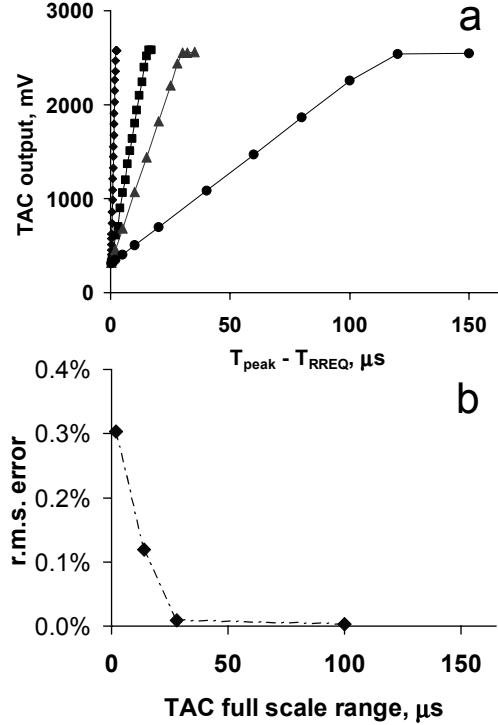 a
3000
2000
1000
0
TAC output, mV
0 50 100 150
T_peak - T_RREQ, µs
b
0.4%
0.3%
0.2%
0.1%
0.0%
r.m.s. error
0 50 100 150
TAC full scale range, µs